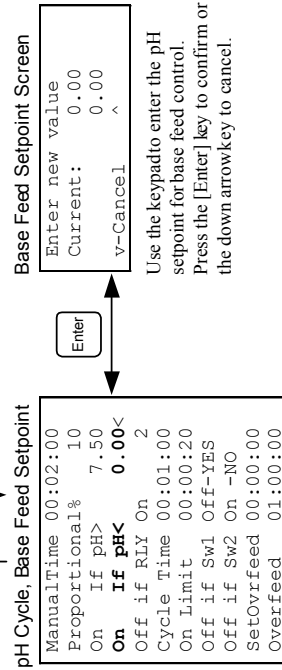 pH Cycle, Base Feed Setpoint
ManualTime 00:02:00
Proportional% 10
On If pH> 7.50
On If pH< 0.00<
Off if RLY On 2
Cycle Time 00:01:00
On Limit 00:00:20
Off if Sw1 Off-YES
Off if Sw2 On -NO
SetOvrfeed 00:00:00
Overfeed 01:00:00
Enter
Base Feed Setpoint Screen
Enter new value
Current: 0.00
0.00
v-Cancel ^
Use the keypadto enter the pH
setpoint for base feed control.
Press the [Enter] key to confirm or
the down arrowkey to cancel.